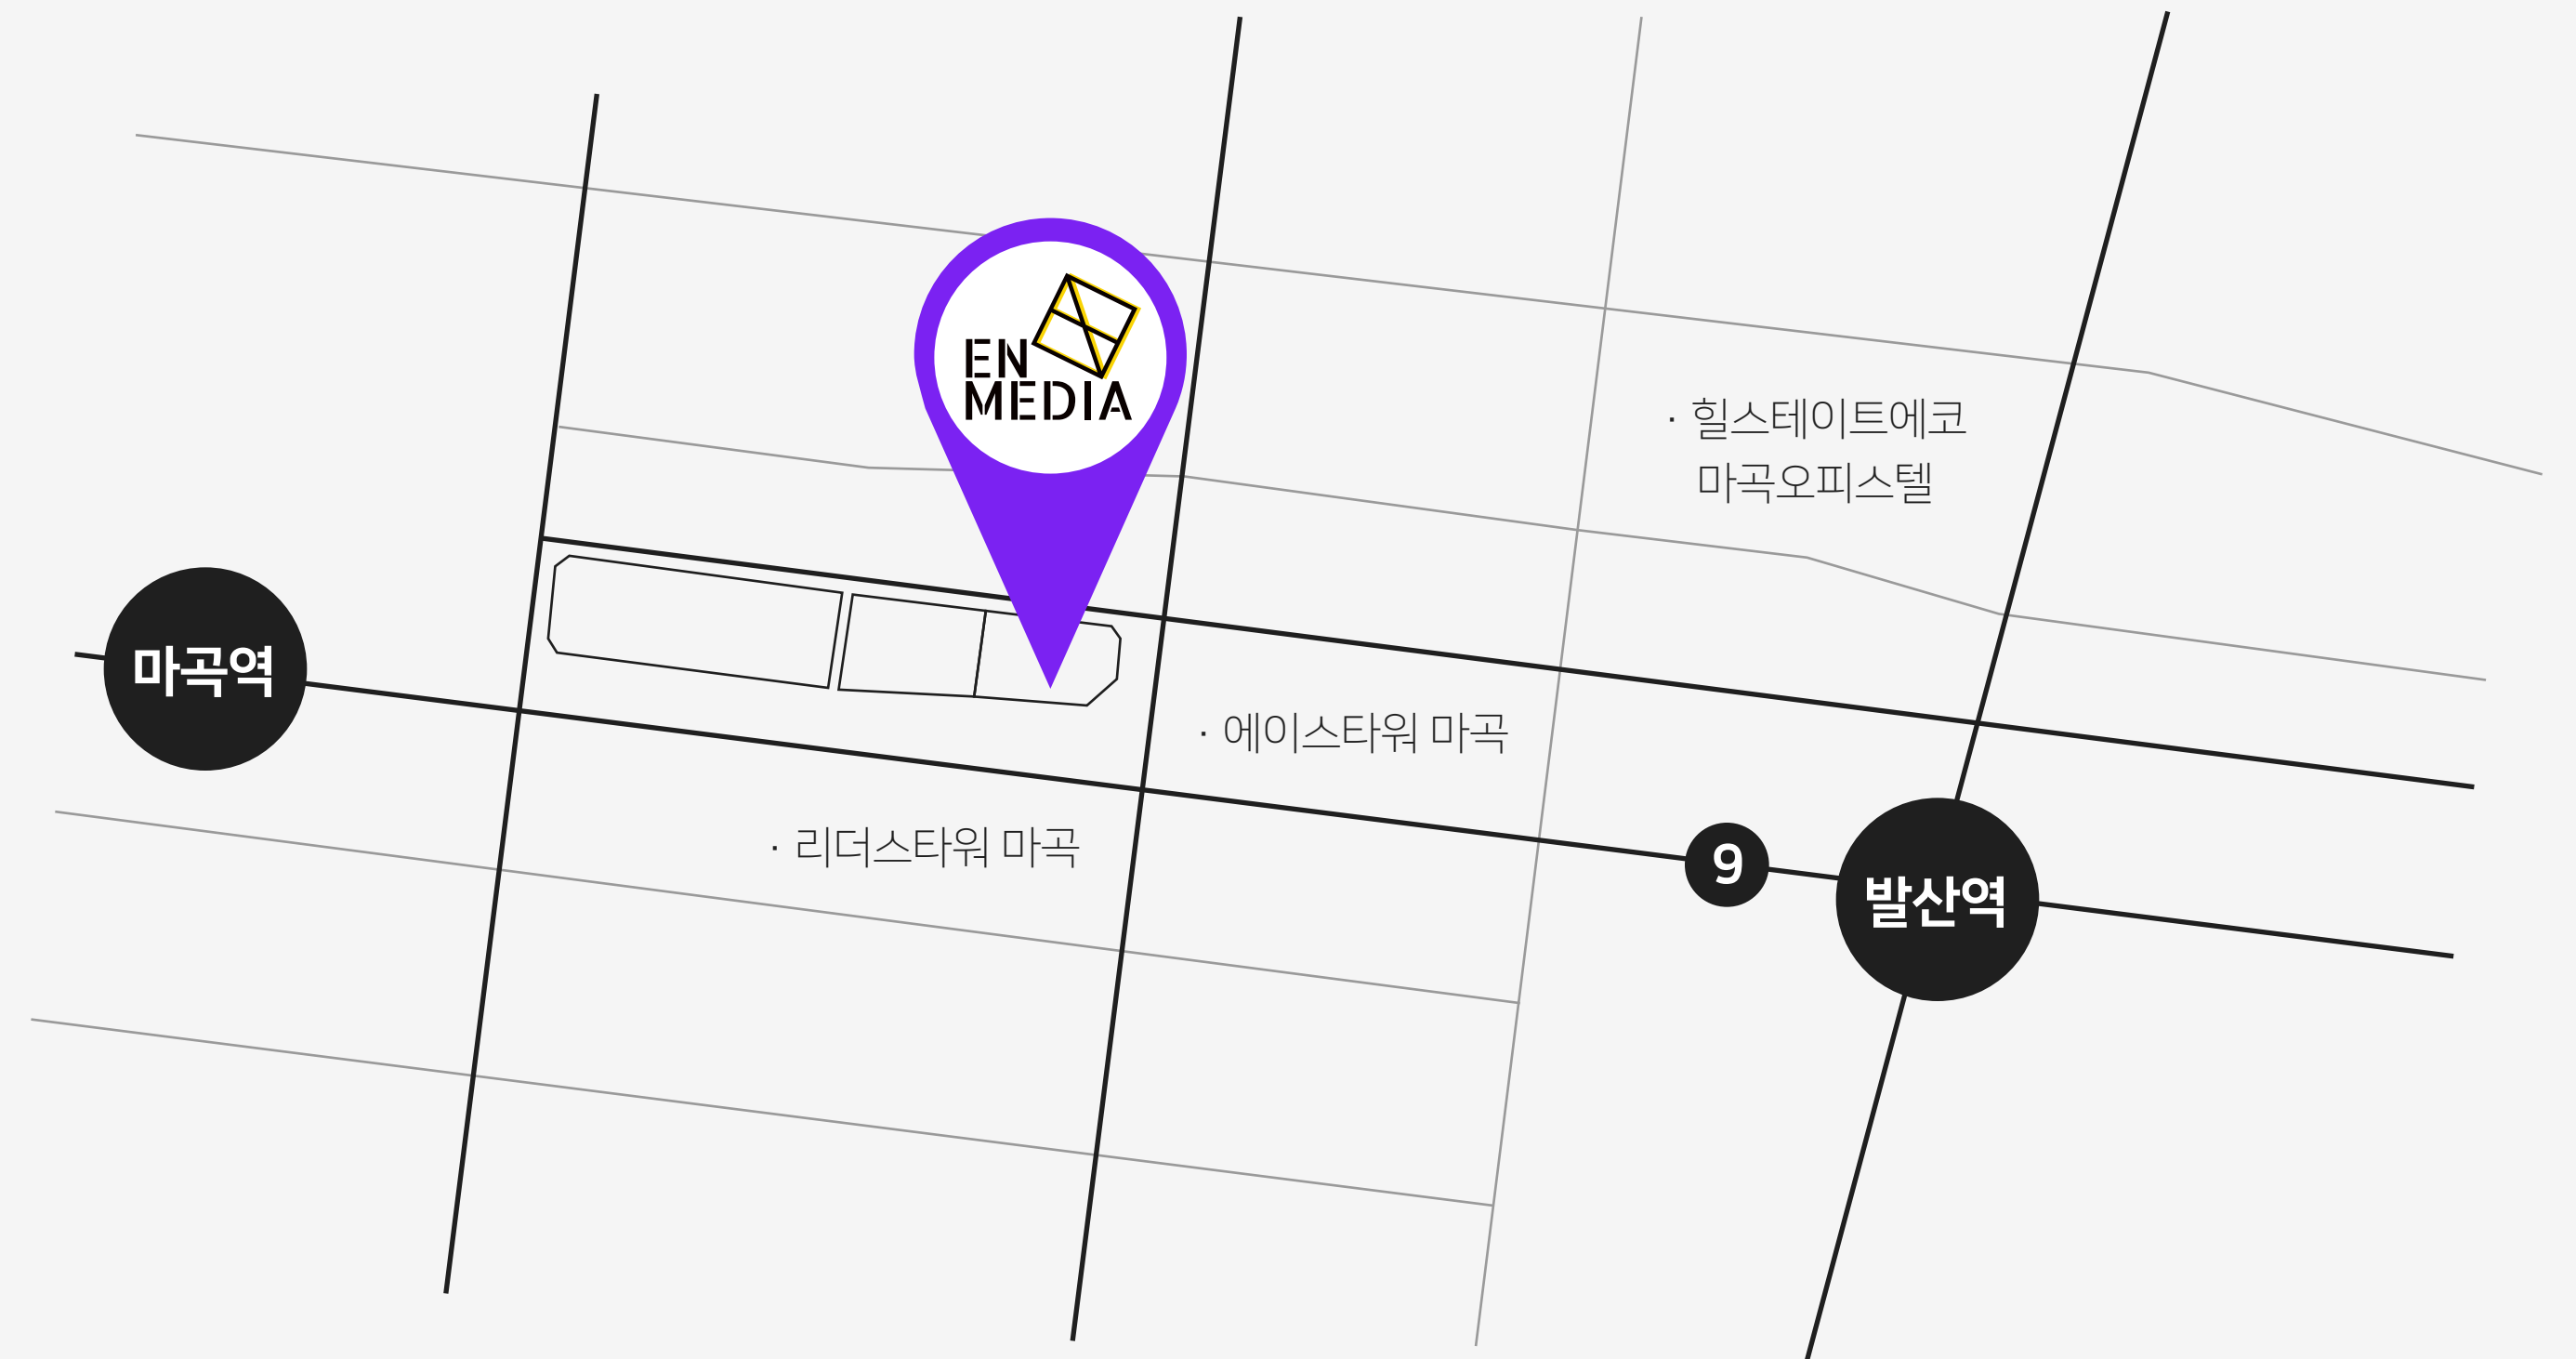 EN
MEDIA
· 힐스테이트에코
마곡오피스텔
마곡역
· 에이스타워 마곡
· 리더스타워 마곡
9
발산역